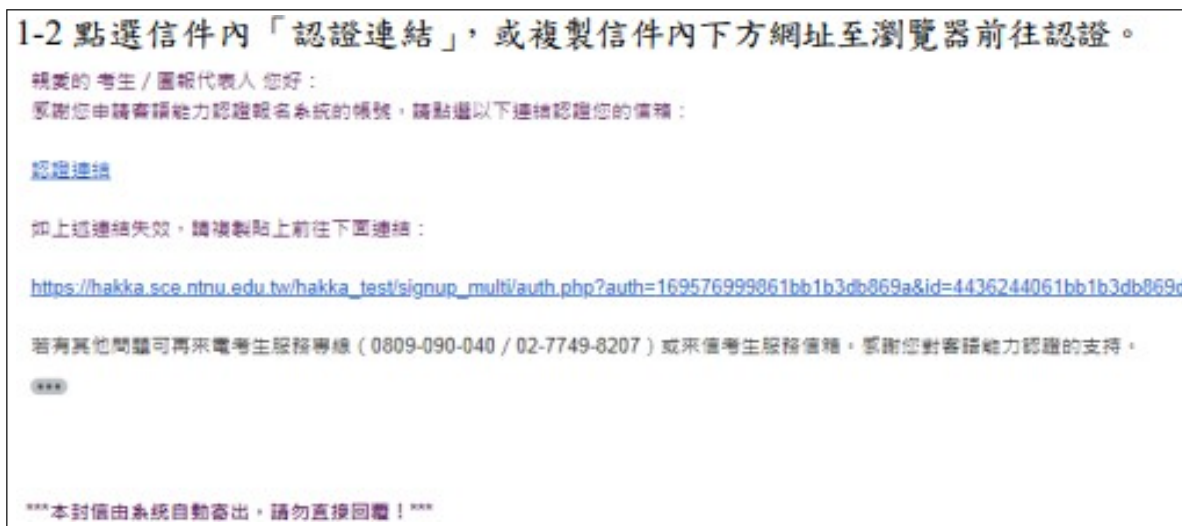 1-2 點選信件內「認證連結」，或複製信件內下方網址至瀏覽器前往認證。
親愛的 考生 / 團報代表人 您好：
感謝您申請客語能力認證報名系統的帳號，請點選以下連結認證您的信箱：
認證連結
如上述連結失效，請複製貼上前往下面連結：
https://hakka.sce.ntnu.edu.tw/hakka_test/signup_multi/auth.php?auth=169576999861bb1b3db869a&id=4436244061bb1b3db869d
若有其他問題可再來電考生服務專線（0809-090-040 / 02-7749-8207）或來信考生服務信箱。感謝您對客語能力認證的支持。
***本封信由系統自動寄出，請勿直接回覆！***